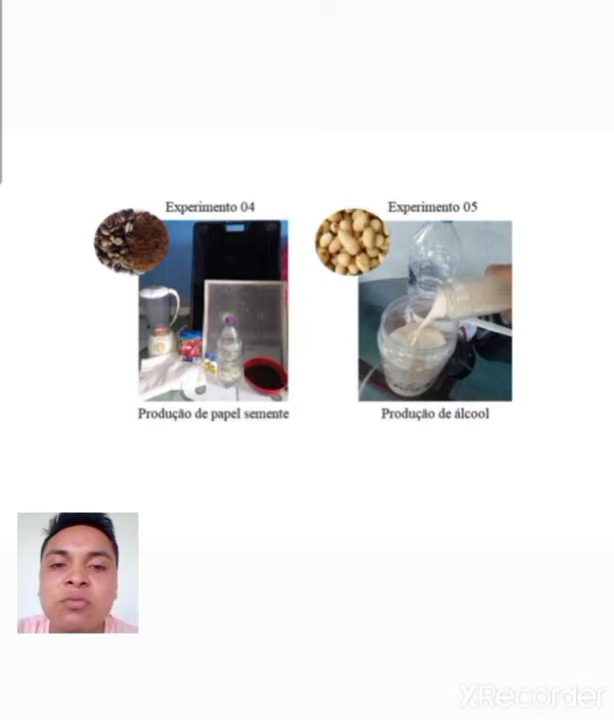 Experimento 04
Experimento 05
Produção de papel semente
Produção de álcool
XRecorder